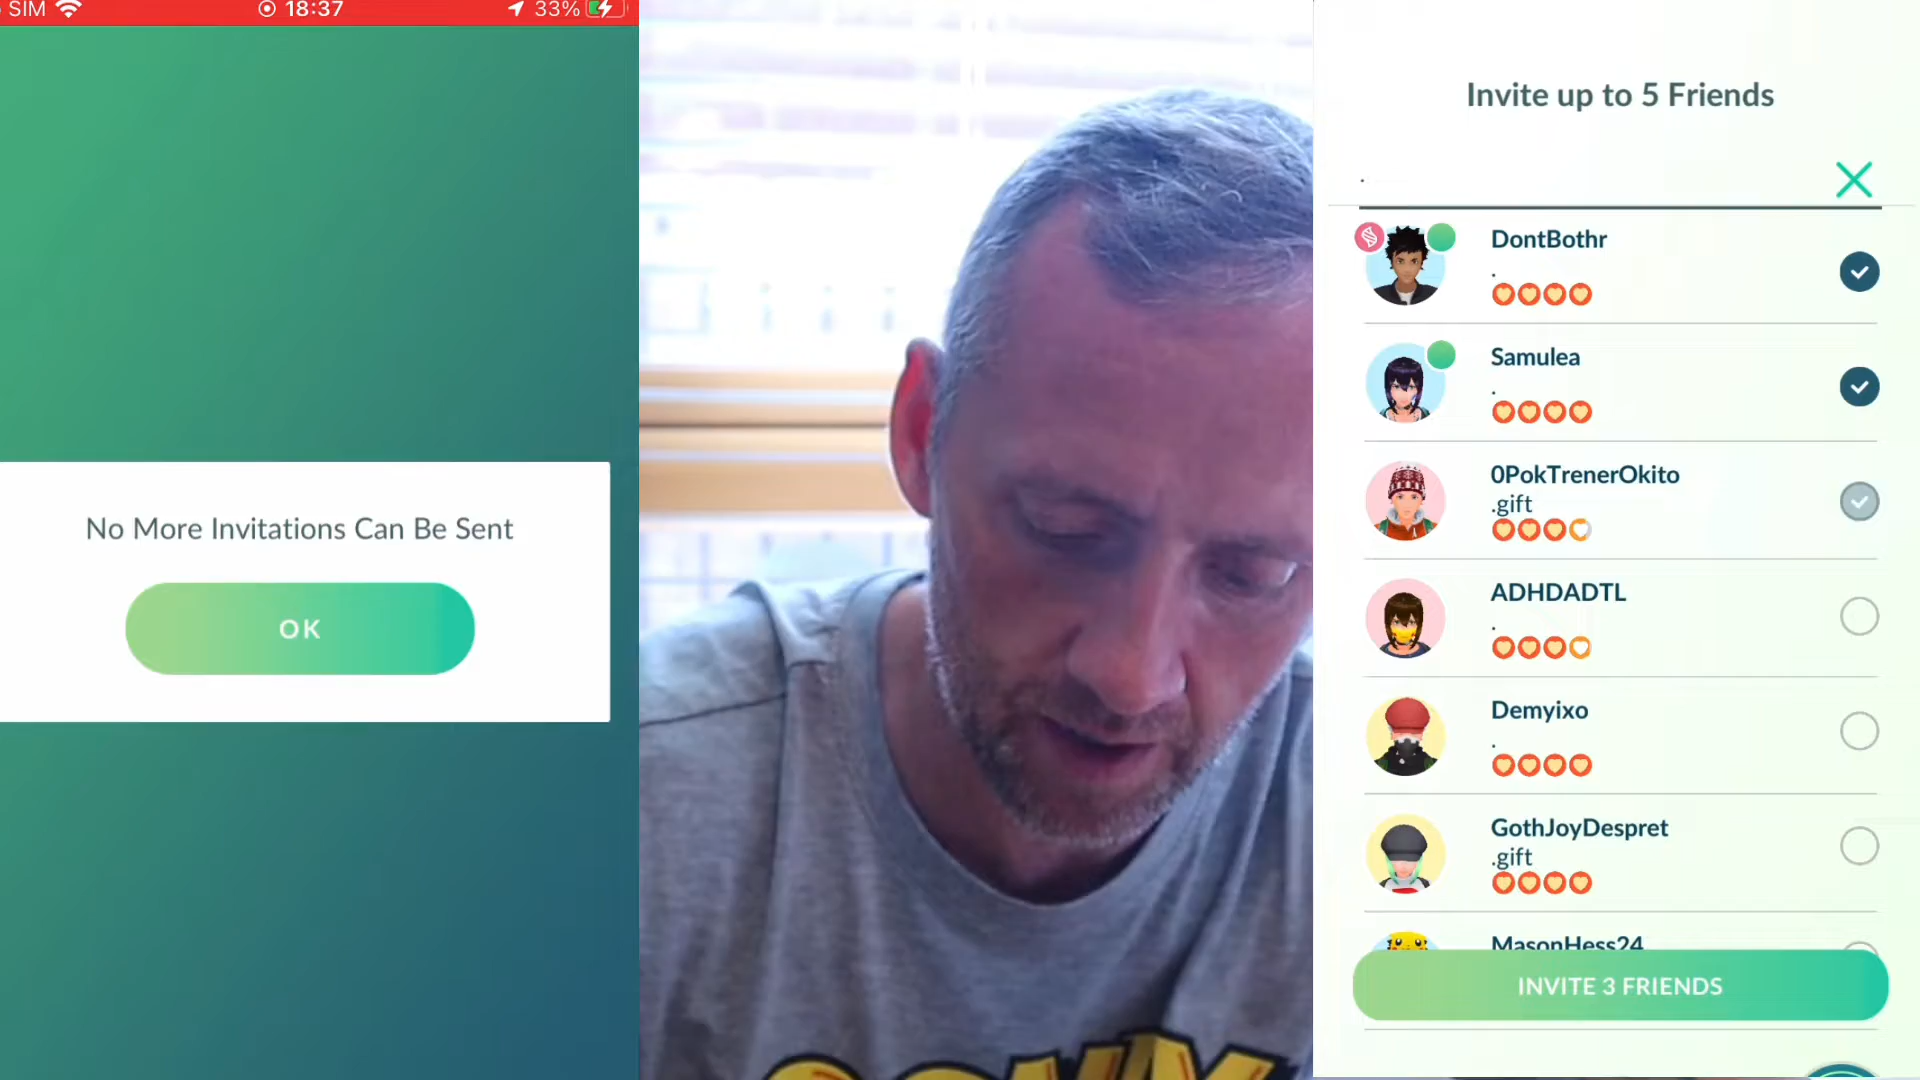 SIM 18:37 33%
No More Invitations Can Be Sent
OK
Invite up to 5 Friends
.
DontBothr
.
Samulea
.
0PokTrenerOkito
.gift
ADHDADTL
.
Demyixo
.
GothJoyDespret
.gift
MasonHess24
INVITE 3 FRIENDS